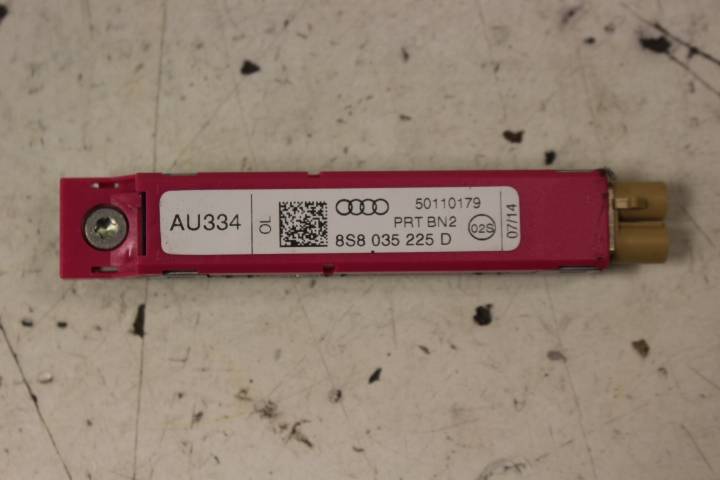 AU334
OL
50110179
PRT BN2
8S8 035 225 D
02S
07/14